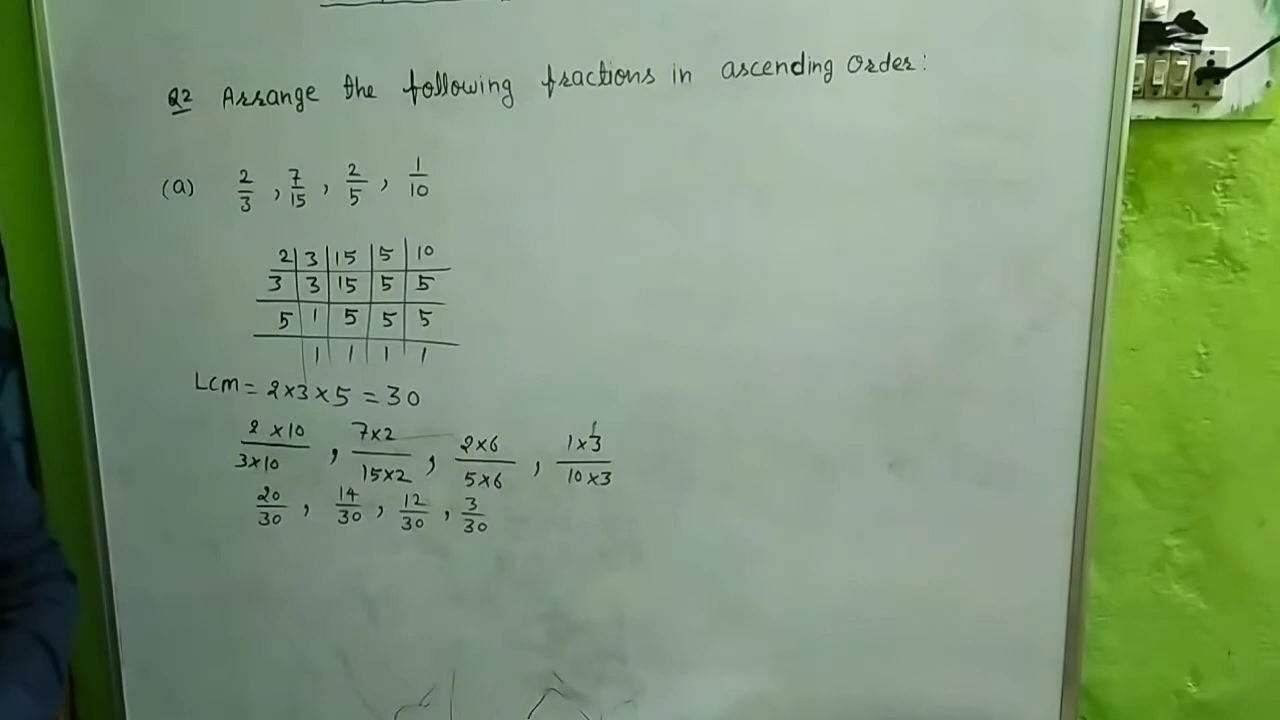 Q2 Arrange the following fractions in ascending order:
(a) 2/3, 7/15, 2/5, 1/10
2 | 3 | 15 | 5 | 10
3 | 3 | 15 | 5 | 5
5 | 1 | 5 | 5 | 5
1 | 1 | 1 | 1
LCM = 2×3×5 = 30
2×10/3×10, 7×2/15×2, 2×6/5×6, 1×3/10×3
20/30, 14/30, 12/30, 3/30